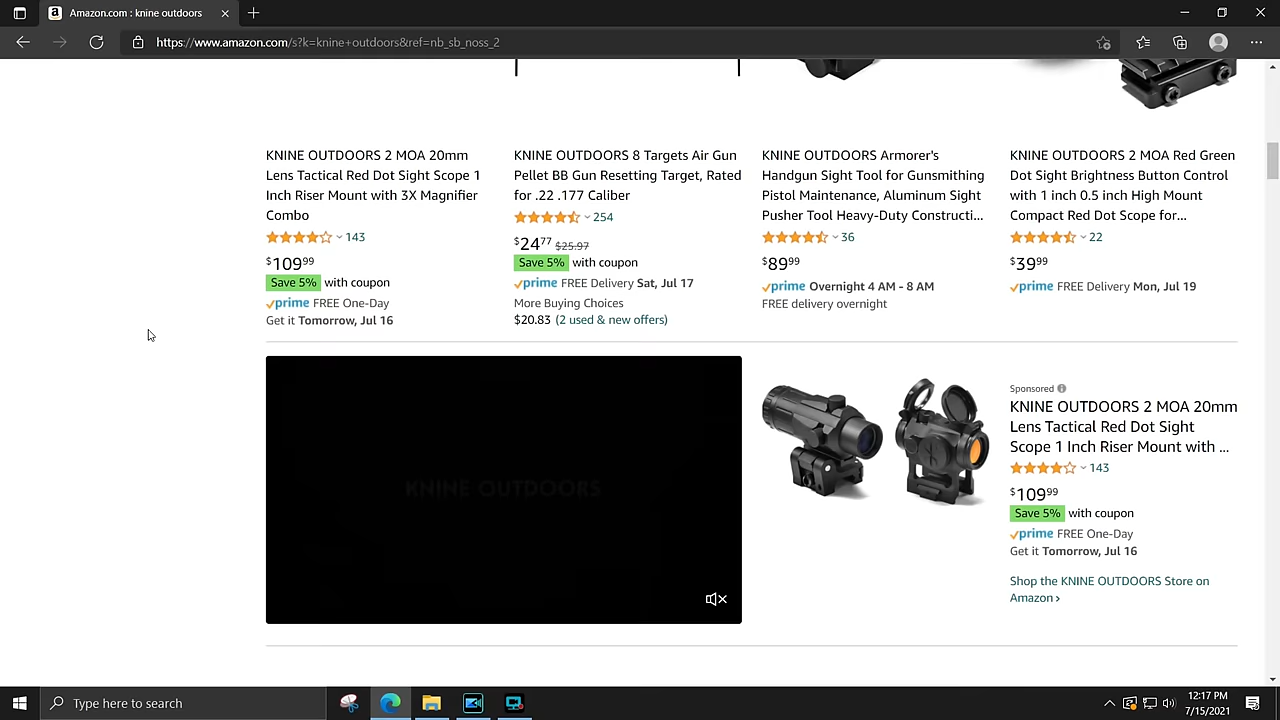 Amazon.com : knine outdoors
https://www.amazon.com/s?k=knine+outdoors&ref=nb_sb_noss_2
KNINE OUTDOORS 2 MOA 20mm
Lens Tactical Red Dot Sight Scope 1
Inch Riser Mount with 3X Magnifier
Combo
143
$109.99
Save 5% with coupon
prime FREE One-Day
Get it Tomorrow, Jul 16
KNINE OUTDOORS 8 Targets Air Gun
Pellet BB Gun Resetting Target, Rated
for .22 .177 Caliber
254
$24.77 $25.97
Save 5% with coupon
prime FREE Delivery Sat, Jul 17
More Buying Choices
$20.83 (2 used & new offers)
KNINE OUTDOORS Armorer's
Handgun Sight Tool for Gunsmithing
Pistol Maintenance, Aluminum Sight
Pusher Tool Heavy-Duty Constructi...
36
$89.99
prime Overnight 4 AM - 8 AM
FREE delivery overnight
KNINE OUTDOORS 2 MOA Red Green
Dot Sight Brightness Button Control
with 1 inch 0.5 inch High Mount
Compact Red Dot Scope for...
22
$39.99
prime FREE Delivery Mon, Jul 19
KNINE OUTDOORS
Sponsored
KNINE OUTDOORS 2 MOA 20mm
Lens Tactical Red Dot Sight
Scope 1 Inch Riser Mount with ...
143
$109.99
Save 5% with coupon
prime FREE One-Day
Get it Tomorrow, Jul 16
Shop the KNINE OUTDOORS Store on
Amazon ›
Type here to search
12:17 PM
7/15/2021